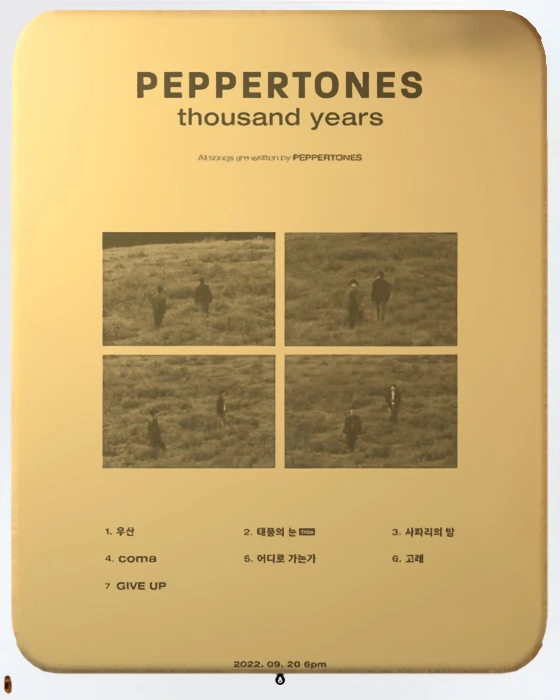 PEPPERTONES
thousand years
All songs are written by PEPPERTONES
1. 우산
2. 태풍의 눈 Title
3. 사파리의 밤
4. coma
5. 어디로 가는가
6. 고래
7 GIVE UP
2022. 09. 20 6pm